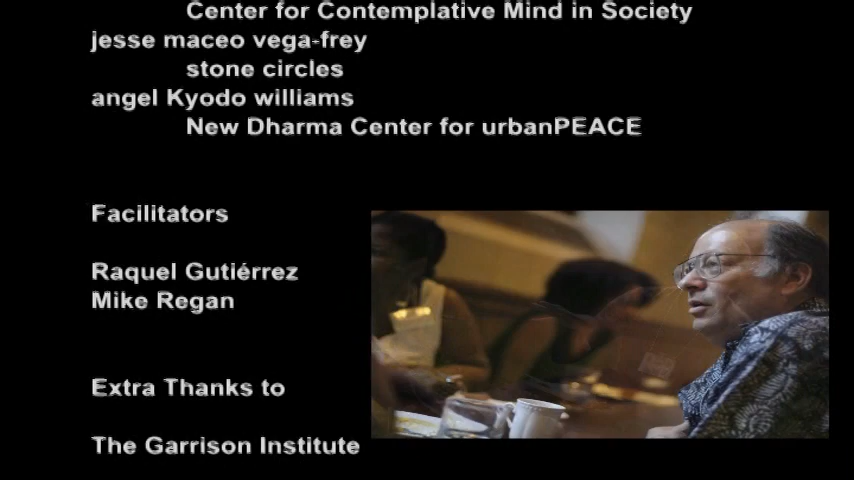 Center for Contemplative Mind in Society
jesse maceo vega-frey
stone circles
angel Kyodo williams
New Dharma Center for urbanPEACE
Facilitators
Raquel Gutiérrez
Mike Regan
Extra Thanks to
The Garrison Institute